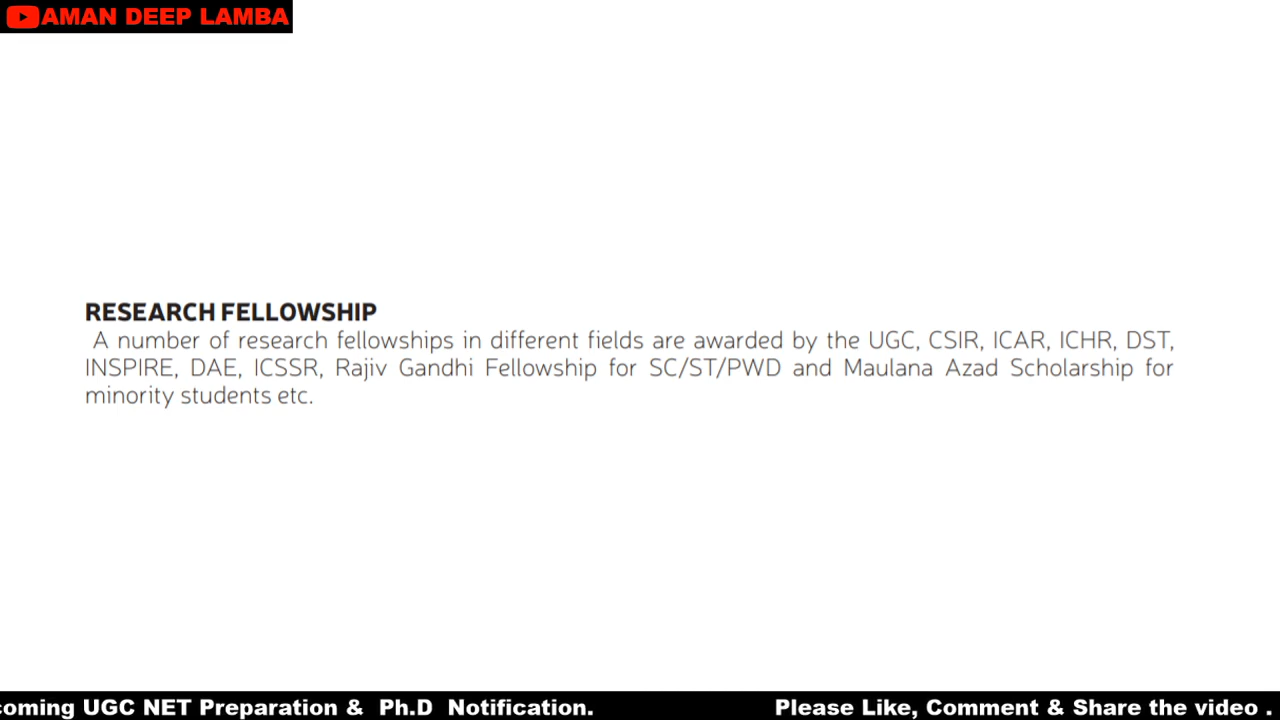 AMAN DEEP LAMBA
RESEARCH FELLOWSHIP
A number of research fellowships in different fields are awarded by the UGC, CSIR, ICAR, ICHR, DST,
INSPIRE, DAE, ICSSR, Rajiv Gandhi Fellowship for SC/ST/PWD and Maulana Azad Scholarship for
minority students etc.
coming UGC NET Preparation & Ph.D Notification. Please Like, Comment & Share the video .